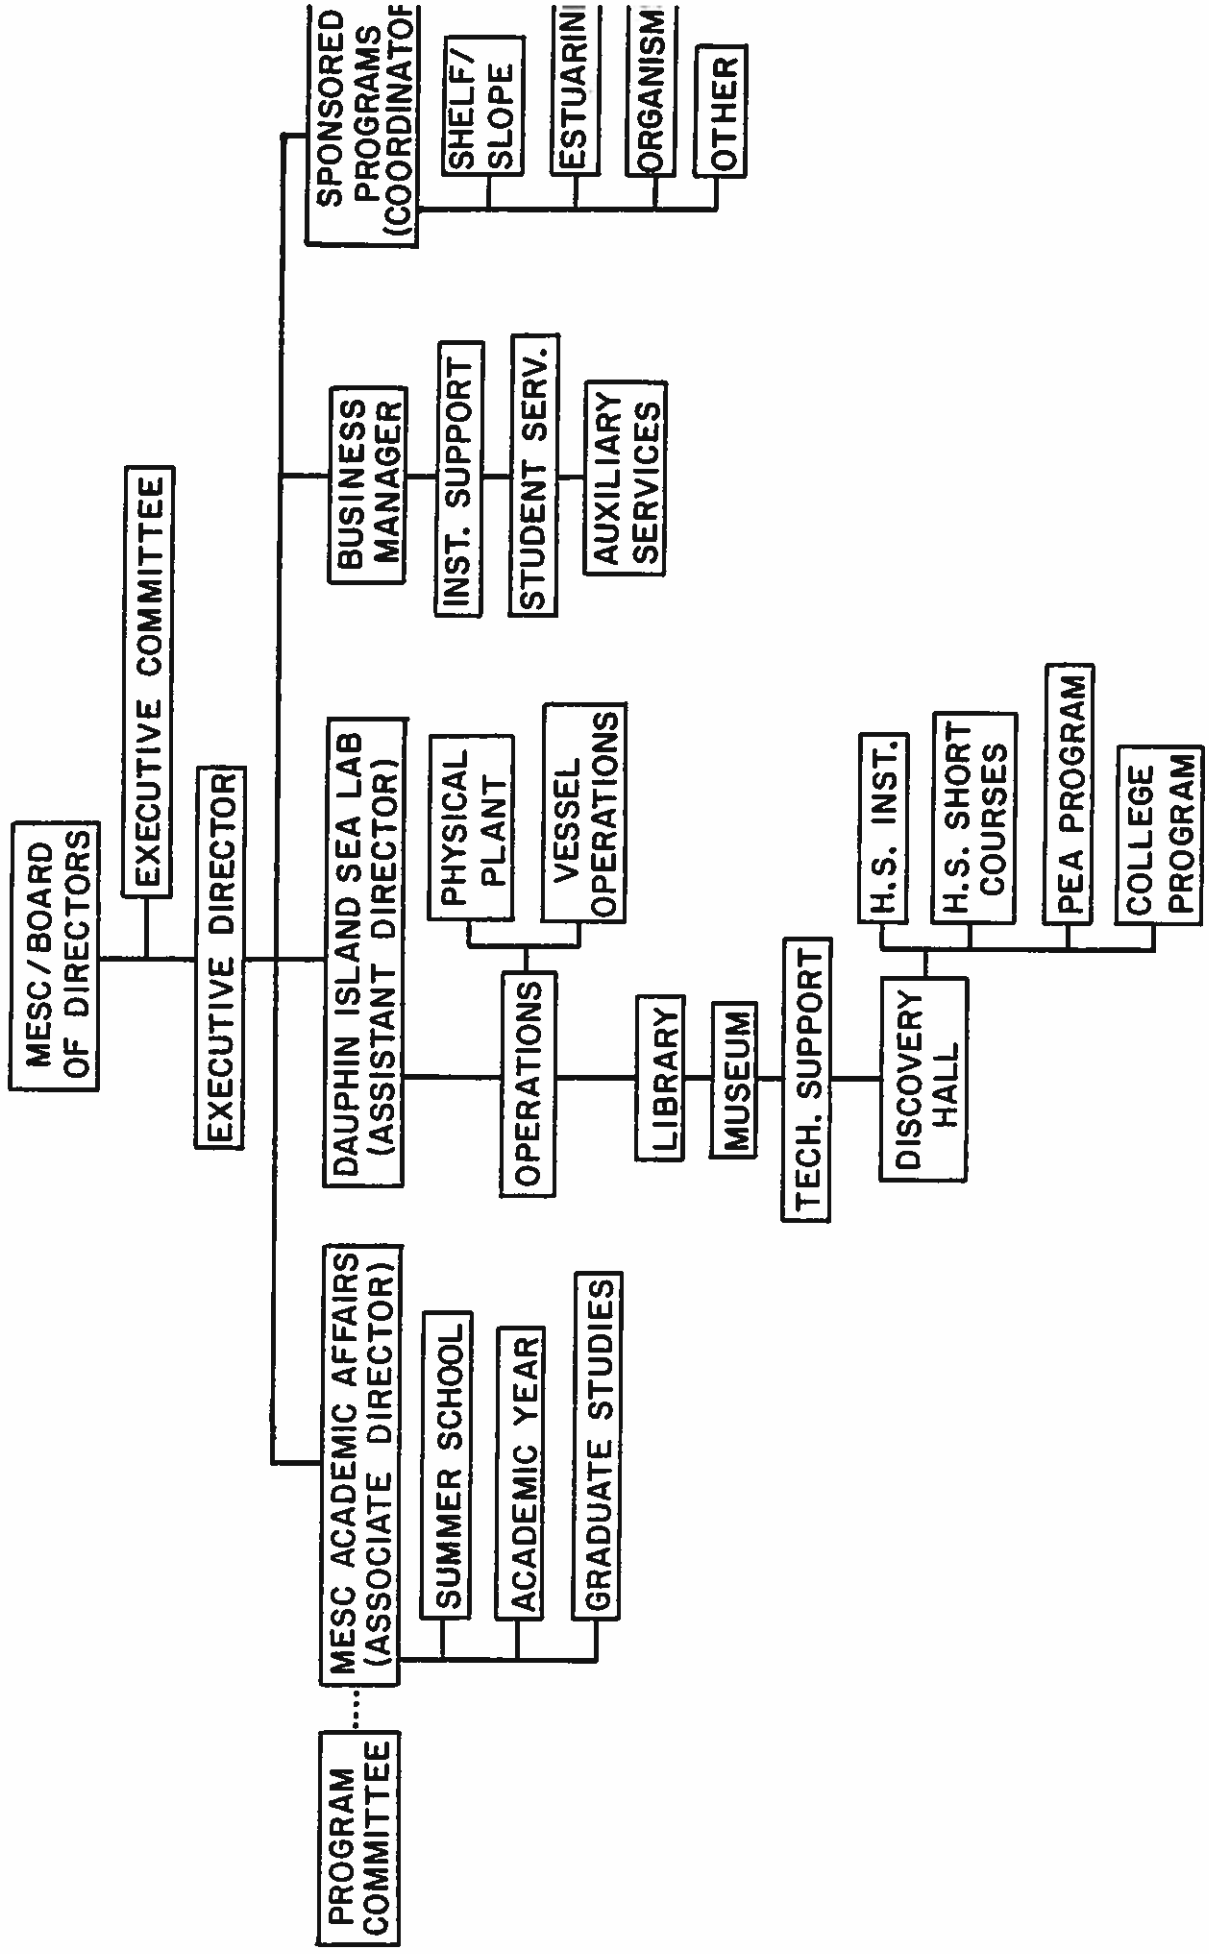 MESC/BOARD
OF DIRECTORS
EXECUTIVE COMMITTEE
EXECUTIVE DIRECTOR
PROGRAM
COMMITTEE
MESC ACADEMIC AFFAIRS
(ASSOCIATE DIRECTOR)
SUMMER SCHOOL
ACADEMIC YEAR
GRADUATE STUDIES
DAUPHIN ISLAND SEA LAB
(ASSISTANT DIRECTOR)
OPERATIONS
PHYSICAL
PLANT
VESSEL
OPERATIONS
LIBRARY
MUSEUM
TECH. SUPPORT
DISCOVERY
HALL
H.S. INST.
H.S. SHORT
COURSES
PEA PROGRAM
COLLEGE
PROGRAM
BUSINESS
MANAGER
INST. SUPPORT
STUDENT SERV.
AUXILIARY
SERVICES
SPONSORED
PROGRAMS
SHELF/
SLOPE
ORGANISM
OTHER